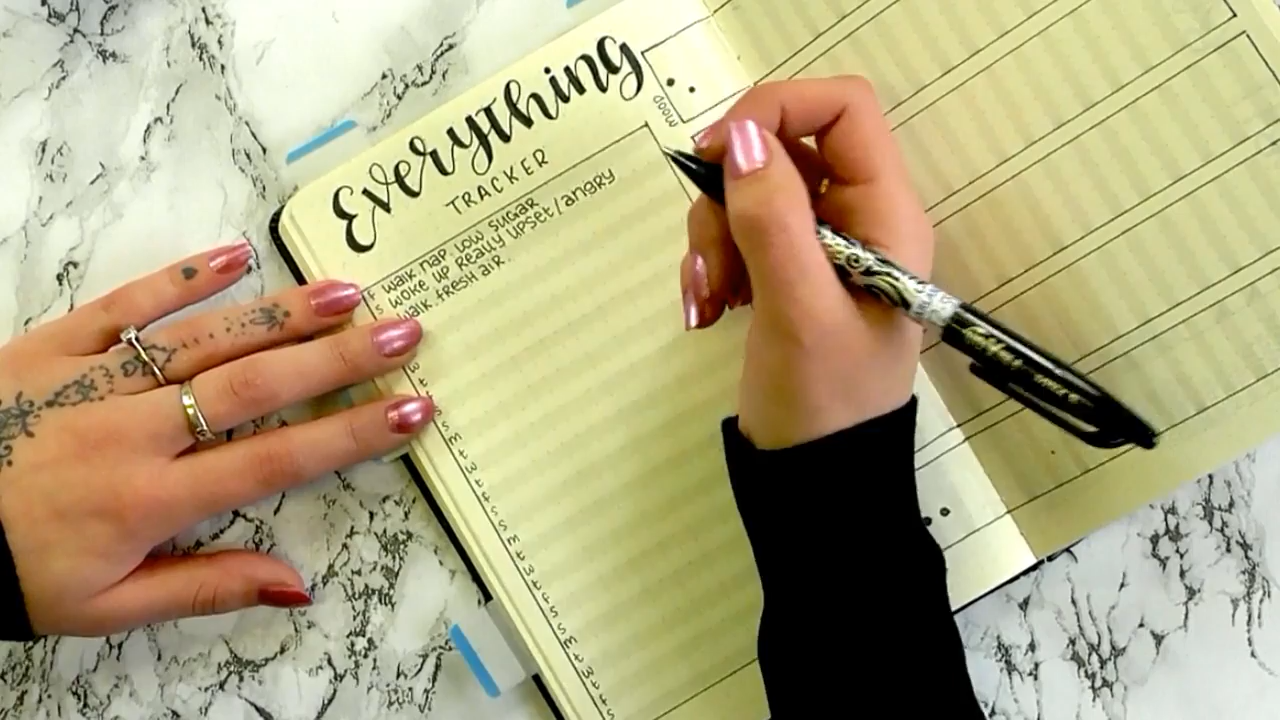 Everything
TRACKER
MOOD
F WALK NAP. LOW SUGAR
S WOKE UP REALLY UPSET/ANGRY
WALK. FRESH AIR.
W
t
S
S
M
t
W
t
F
S
S
M
t
W
t
F
S
S
M
t
W
t
F
S